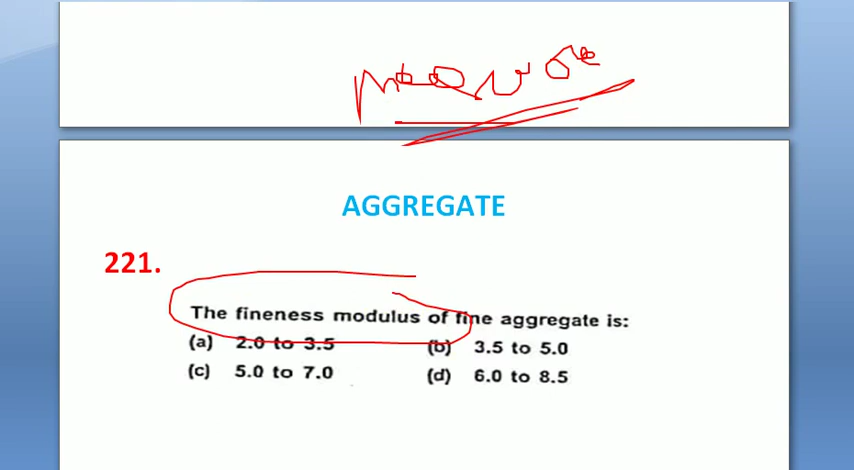 AGGREGATE
221.
The fineness modulus of fine aggregate is:
(a) 2.0 to 3.5 (b) 3.5 to 5.0
(c) 5.0 to 7.0 (d) 6.0 to 8.5